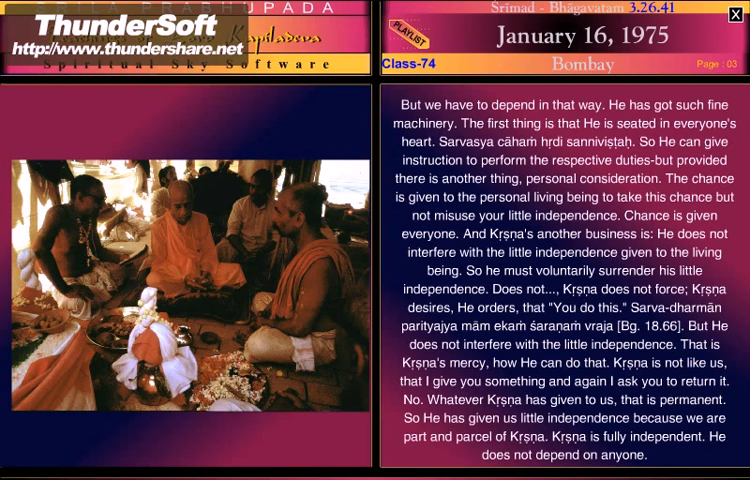 SRILA PRABHUPADA
ThunderSoft
http://www.thundershare.net
Kapiladeva
Spiritual Sky Software
Śrīmad - Bhāgavatam 3.26.41
PLAYLIST
January 16, 1975
X
Class-74
Bombay
Page : 03
But we have to depend in that way. He has got such fine
machinery. The first thing is that He is seated in everyone's
heart. Sarvasya cāhaṁ hṛdi sanniviṣṭaḥ. So He can give
instruction to perform the respective duties-but provided
there is another thing, personal consideration. The chance
is given to the personal living being to take this chance but
not misuse your little independence. Chance is given
everyone. And Kṛṣṇa's another business is: He does not
interfere with the little independence given to the living
being. So he must voluntarily surrender his little
independence. Does not..., Kṛṣṇa does not force; Kṛṣṇa
desires, He orders, that "You do this." Sarva-dharmān
parityajya mām ekaṁ śaraṇaṁ vraja [Bg. 18.66]. But He
does not interfere with the little independence. That is
Kṛṣṇa's mercy, how He can do that. Kṛṣṇa is not like us,
that I give you something and again I ask you to return it.
No. Whatever Kṛṣṇa has given to us, that is permanent.
So He has given us little independence because we are
part and parcel of Kṛṣṇa. Kṛṣṇa is fully independent. He
does not depend on anyone.